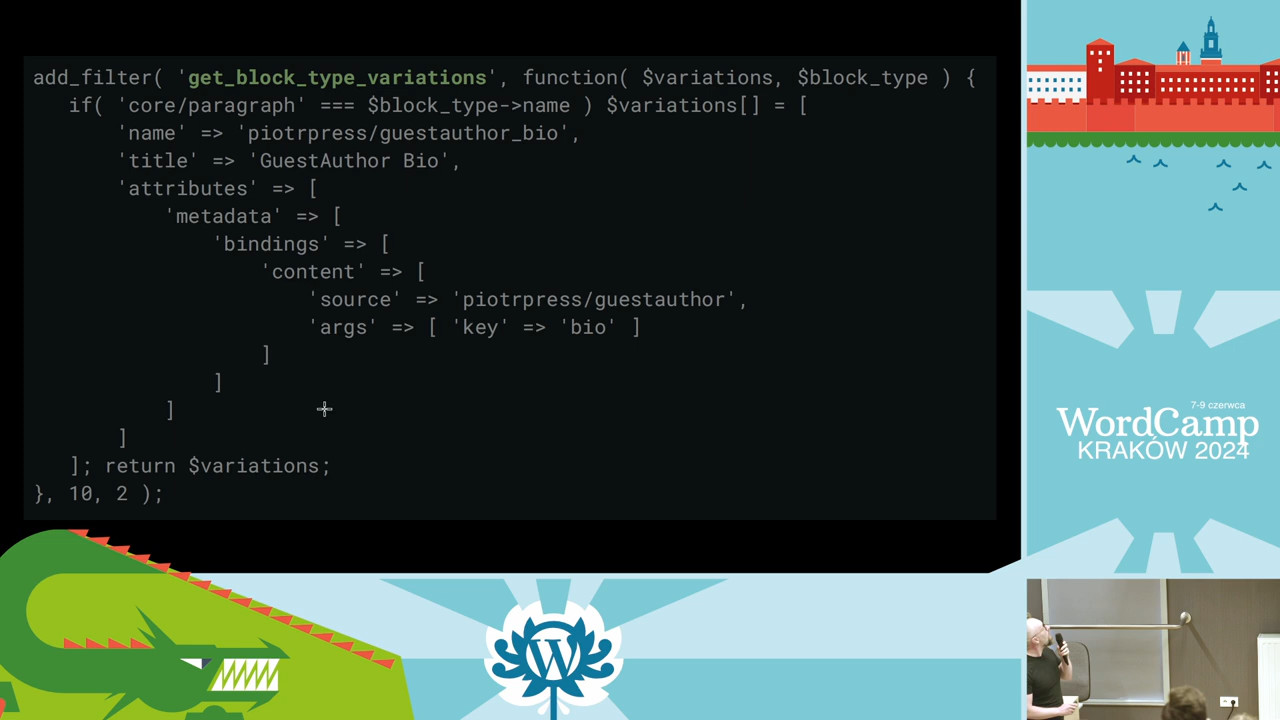 add_filter( 'get_block_type_variations', function( $variations, $block_type ) {
if( 'core/paragraph' === $block_type->name ) $variations[] = [
'name' => 'piotrpress/guestauthor_bio',
'title' => 'GuestAuthor Bio',
'attributes' => [
'metadata' => [
'bindings' => [
'content' => [
'source' => 'piotrpress/guestauthor',
'args' => [ 'key' => 'bio' ]
]
]
]
]
]; return $variations;
}, 10, 2 );
7-9 czerwca
WordCamp
KRAKÓW 2024
W